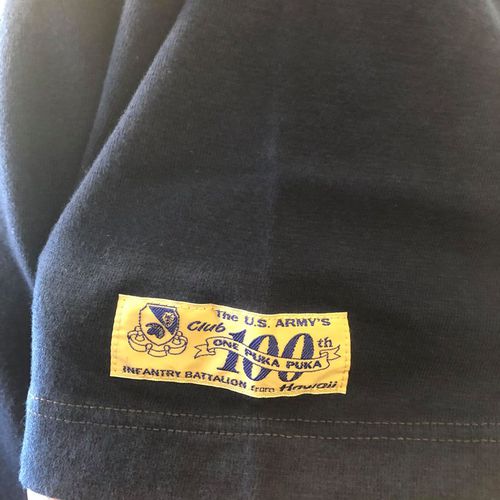 The U.S. ARMY'S
Club 100th
ONE PUKA PUKA
INFANTRY BATTALION from Hawaii